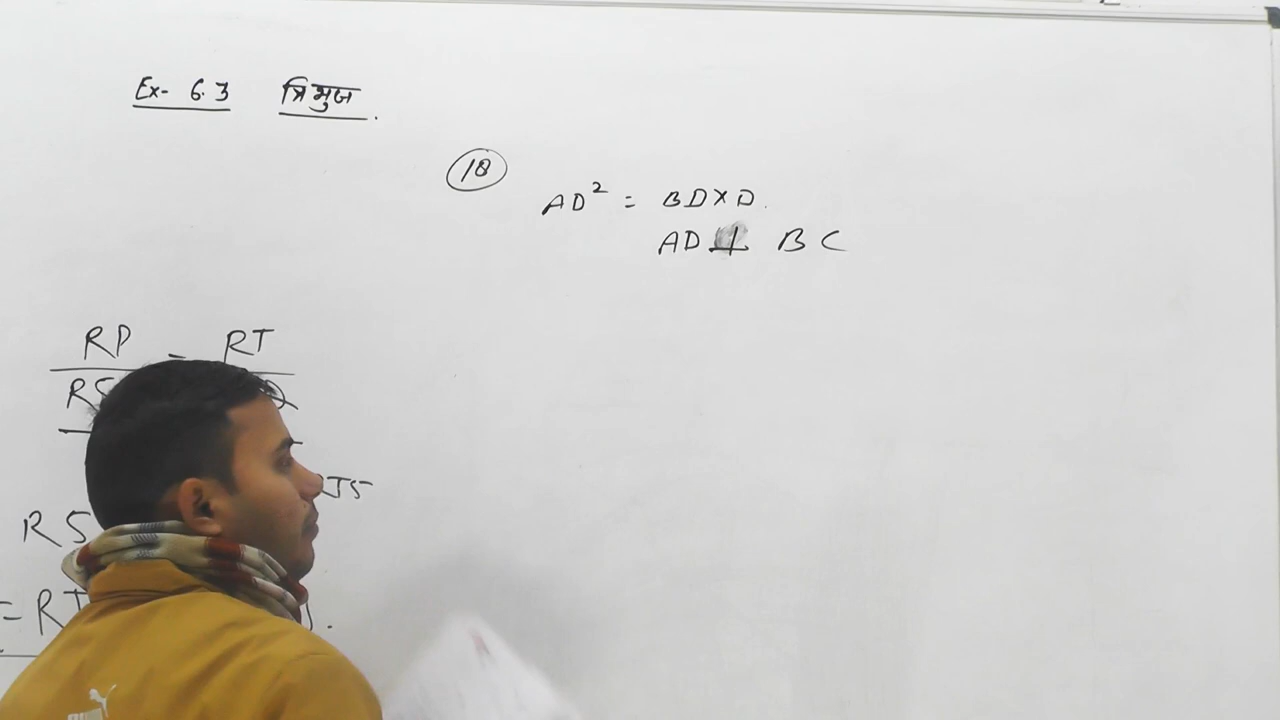 Ex- 6.3 त्रिभुज.
18
AD² = BD×D.
AD ⊥ BC
RP = RT
RS Q
RS
= RT